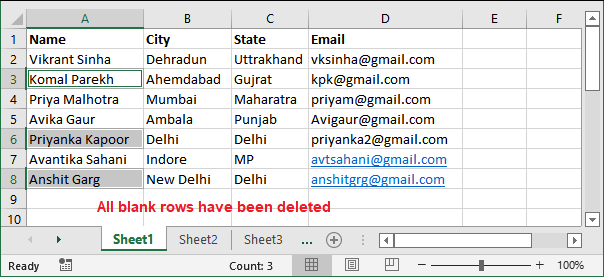 A B C D E F
1 Name City State Email
2 Vikrant Sinha Dehradun Uttrakhand vksinha@gmail.com
3 Komal Parekh Ahemdabad Gujrat kpk@gmail.com
4 Priya Malhotra Mumbai Maharatra priyam@gmail.com
5 Avika Gaur Ambala Punjab Avigaur@gmail.com
6 Priyanka Kapoor Delhi Delhi priyanka2@gmail.com
7 Avantika Sahani Indore MP avtsahani@gmail.com
8 Anshit Garg New Delhi Delhi anshitgrg@gmail.com
9 All blank rows have been deleted
10
Sheet1 Sheet2 Sheet3 ...
Ready Count: 3 100%